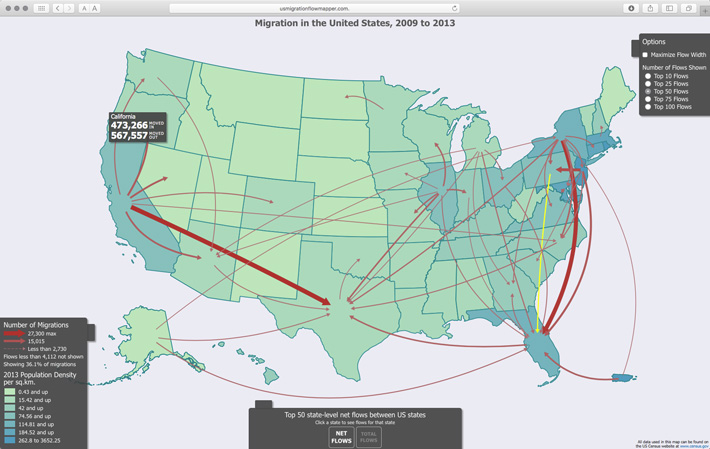 A A
usmigrationflowmapper.com.
Migration in the United States, 2009 to 2013
Options
Maximize Flow Width
Number of Flows Shown
Top 10 Flows
Top 25 Flows
Top 50 Flows
Top 75 Flows
Top 100 Flows
California
473,266 MOVED IN
567,557 MOVED OUT
Number of Migrations
27,300 max
15,015
Less than 2,730
Flows less than 4,112 not shown
Showing 36.1% of migrations
2013 Population Density
per sq.km.
0.43 and up
15.42 and up
42 and up
74.56 and up
114.81 and up
184.52 and up
262.8 to 3652.25
Top 50 state-level net flows between US states
Click a state to see flows for that state
NET
FLOWS
TOTAL
FLOWS
All data used in this map can be found on
the US Census website at www.census.gov